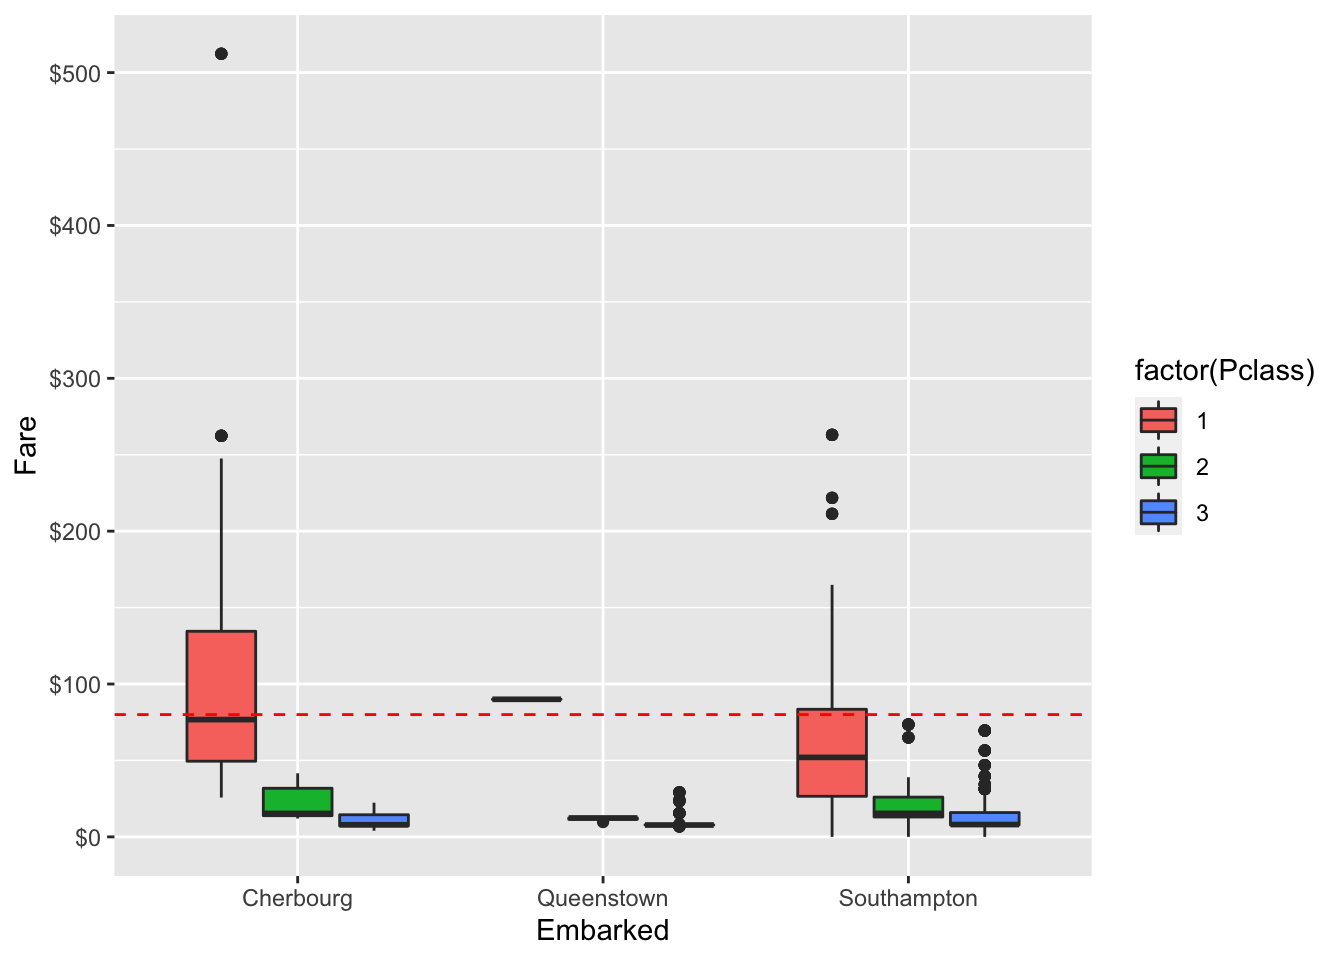 $500
$400
$300
$200
$100
$0
Fare
Cherbourg
Queenstown
Southampton
Embarked
factor(Pclass)
1
2
3